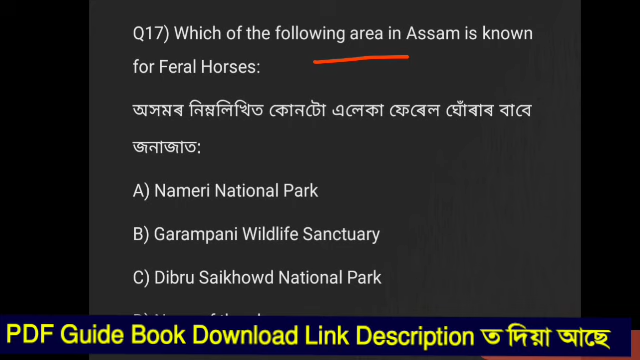 Q17) Which of the following area in Assam is known
for Feral Horses:
অসমৰ নিম্নলিখিত কোনটো এলেকা ফেৰেল ঘোঁৰাৰ বাবে
জনাজাত:
A) Nameri National Park
B) Garampani Wildlife Sanctuary
C) Dibru Saikhowd National Park
PDF Guide Book Download Link Description ত দিয়া আছে